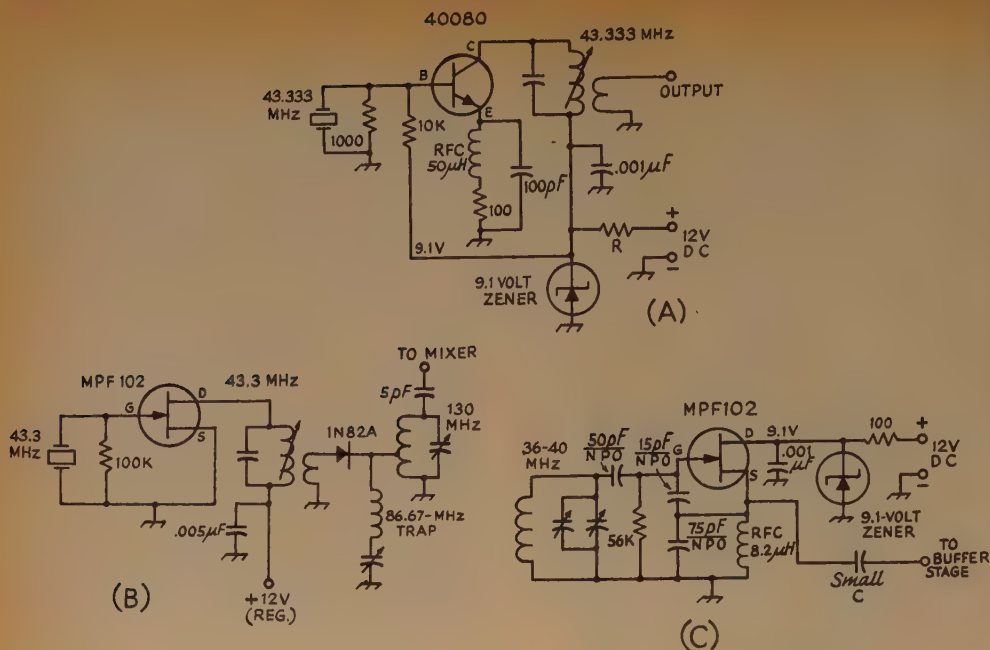 40080
C
43.333 MHz
B
E
OUTPUT
43.333
MHz
1000
10K
RFC
50μH
100pF
100
.001μF
+
R
12V
DC
−
9.1V
9.1 VOLT
ZENER
(A)
TO MIXER
5pF
MPF 102
D
43.3 MHz
G
S
1N82A
130
MHz
43.3
MHz
100K
86.67-MHz
TRAP
.005μF
+12V
(REG.)
(B)
MPF102
36-40
MHz
50pF
NPO
15pF
NPO
G
D
9.1V
.001
μF
100
+
12V
DC
−
S
56K
75pF
NPO
RFC
8.2μH
9.1-VOLT
ZENER
TO
BUFFER
STAGE
Small
C
(C)